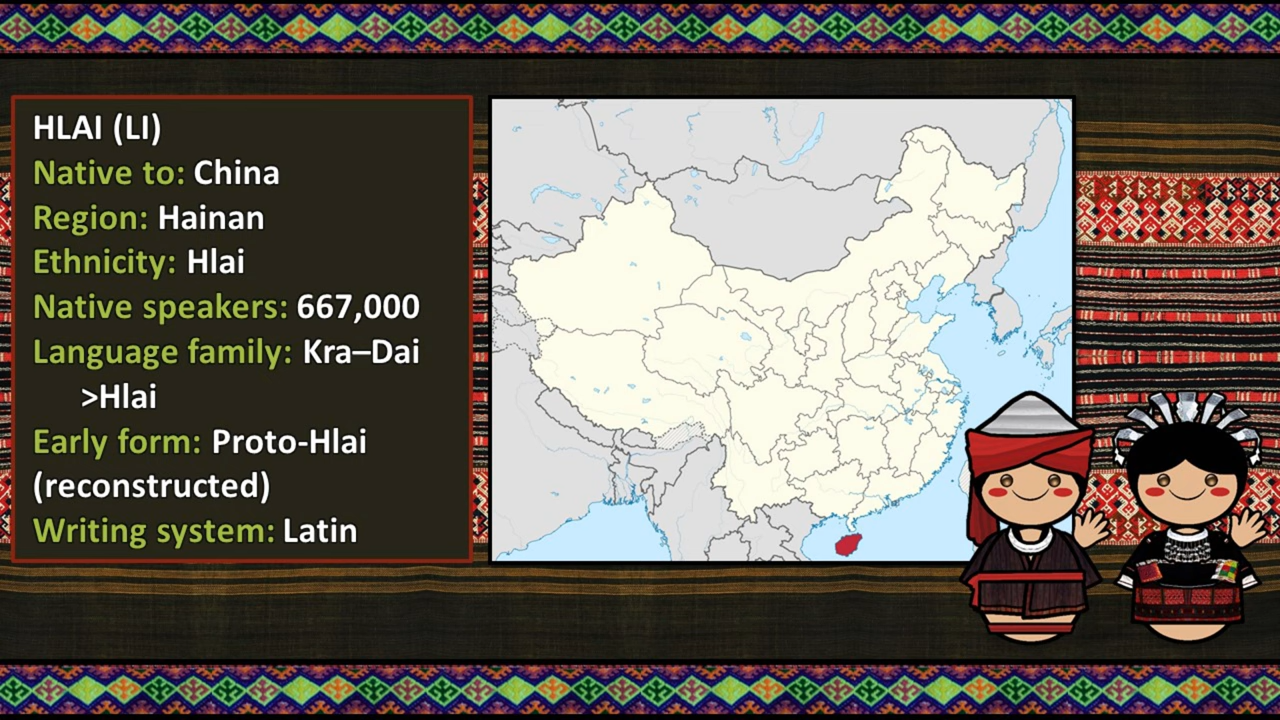 HLAI (LI)
Native to: China
Region: Hainan
Ethnicity: Hlai
Native speakers: 667,000
Language family: Kra–Dai
>Hlai
Early form: Proto-Hlai
(reconstructed)
Writing system: Latin